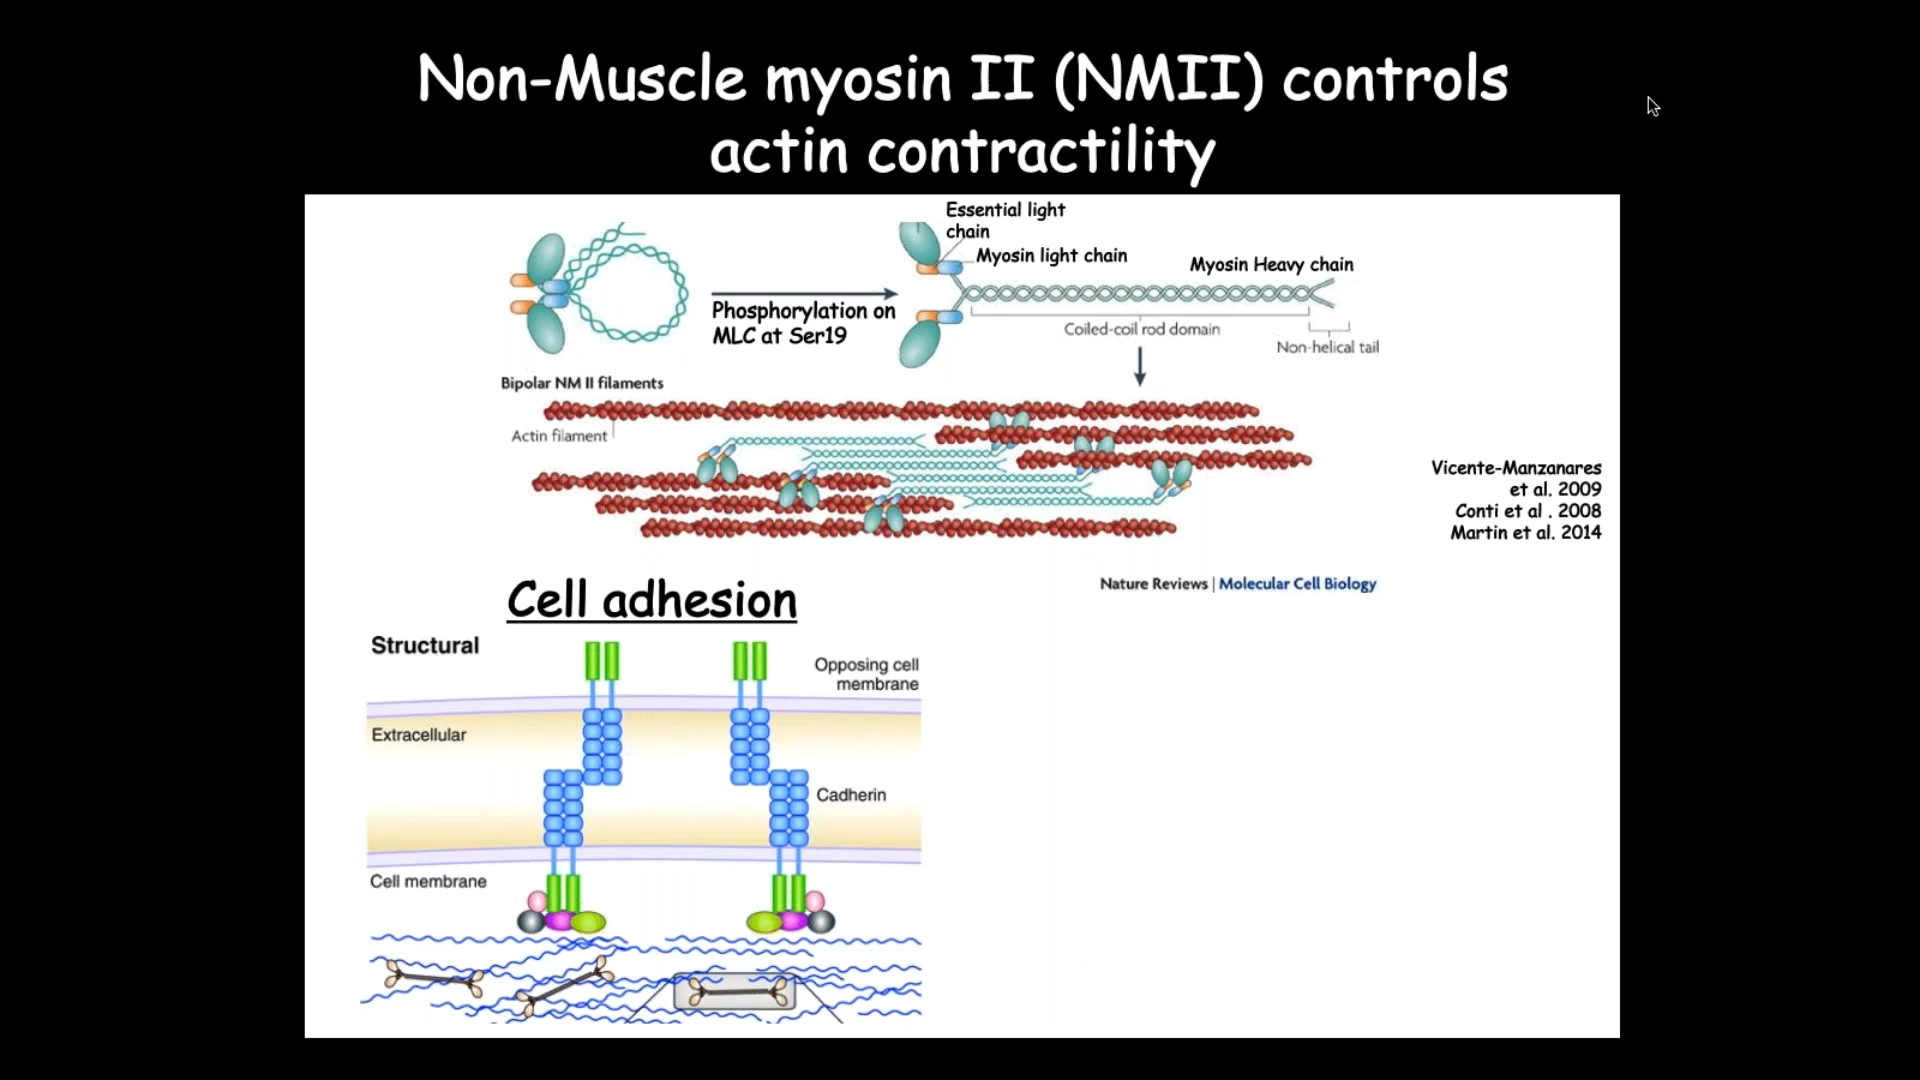 Non-Muscle myosin II (NMII) controls
actin contractility
Essential light
chain
Myosin light chain
Myosin Heavy chain
Phosphorylation on
MLC at Ser19
Coiled-coil rod domain
Non-helical tail
Bipolar NM II filaments
Actin filament
Vicente-Manzanares
et al. 2009
Conti et al . 2008
Martin et al. 2014
Nature Reviews | Molecular Cell Biology
Cell adhesion
Structural
Opposing cell
membrane
Extracellular
Cadherin
Cell membrane